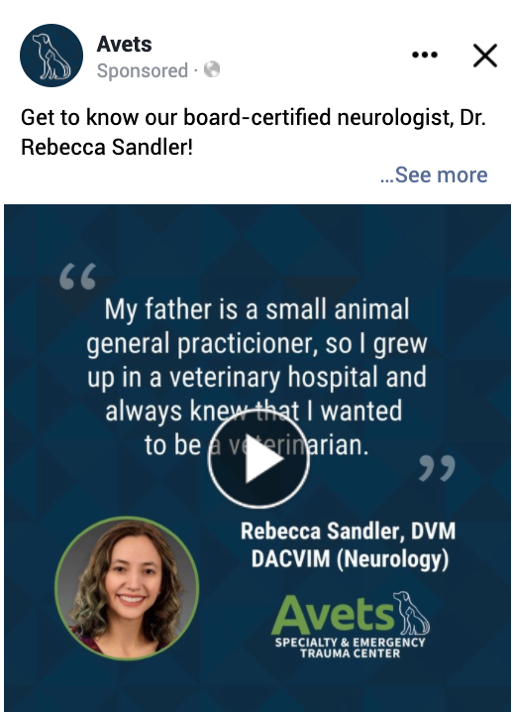 Avets
Sponsored ·
Get to know our board-certified neurologist, Dr.
Rebecca Sandler!
...See more
“
My father is a small animal
general practicioner, so I grew
up in a veterinary hospital and
always knew that I wanted
to be a veterinarian.
”
Rebecca Sandler, DVM
DACVIM (Neurology)
Avets
SPECIALTY & EMERGENCY
TRAUMA CENTER